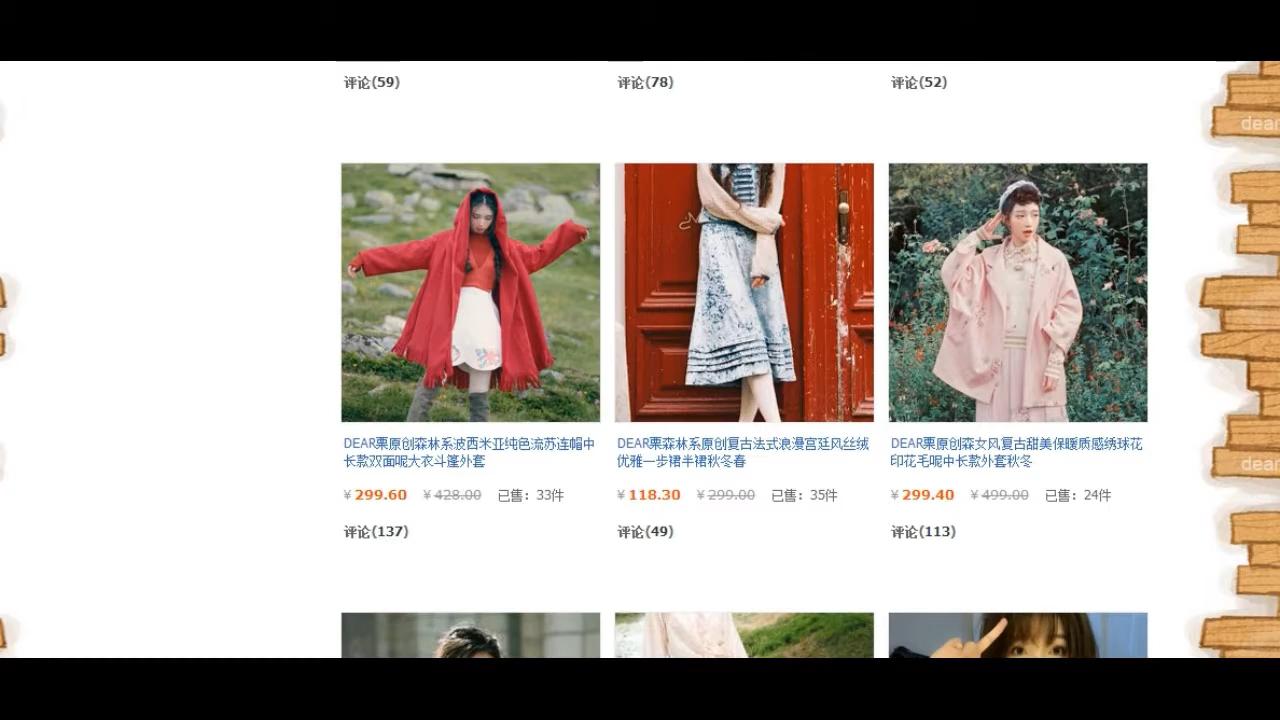 评论(59)
评论(78)
评论(52)
dear
DEAR栗原创森林系波西米亚纯色流苏连帽中
长款双面呢大衣斗篷外套
¥ 299.60 ¥ 428.00 已售：33件
评论(137)
DEAR栗森林系原创复古法式浪漫宫廷风丝绒
优雅一步裙半裙秋冬春
¥ 118.30 ¥ 299.00 已售：35件
评论(49)
DEAR栗原创森女风复古甜美保暖质感绣球花
印花毛呢中长款外套秋冬
¥ 299.40 ¥ 499.00 已售：24件
评论(113)
dear